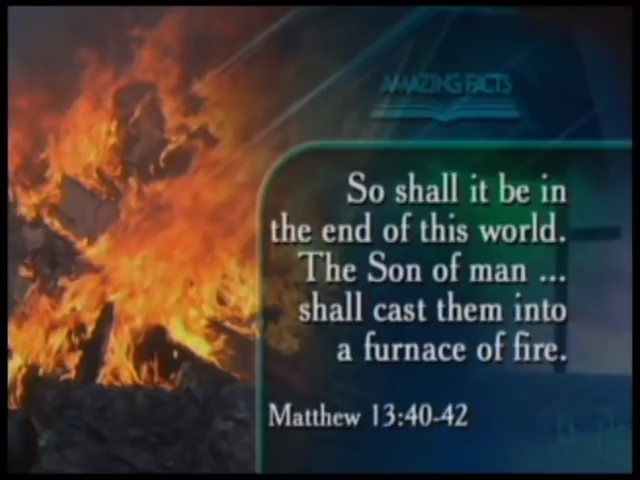 AMAZING FACTS
So shall it be in
the end of this world.
The Son of man ...
shall cast them into
a furnace of fire.
Matthew 13:40-42